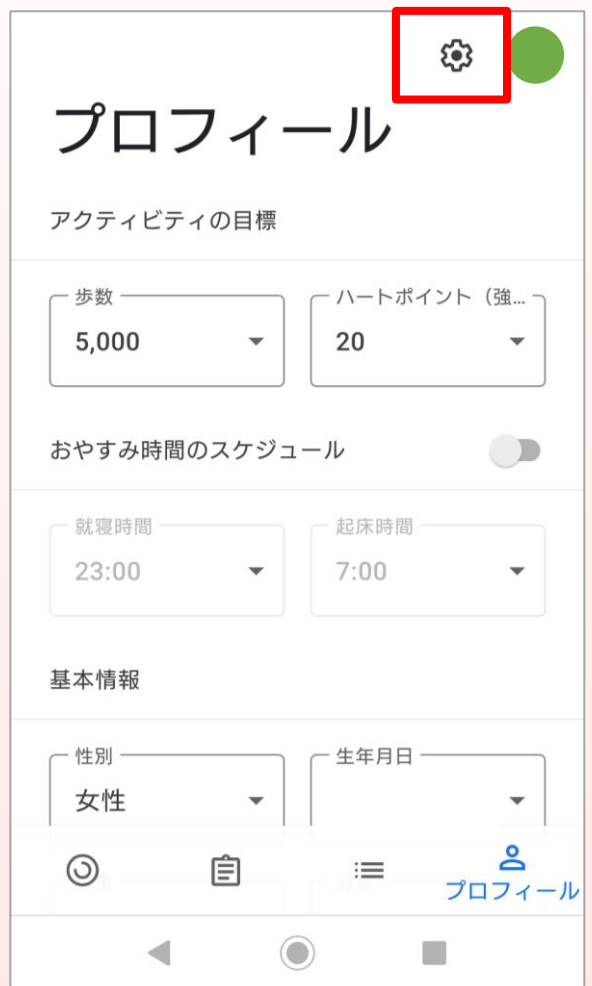 プロフィール
アクティビティの目標
歩数
ハートポイント（強…
5,000
20
おやすみ時間のスケジュール
就寝時間
起床時間
23:00
7:00
基本情報
性別
生年月日
女性
プロフィール